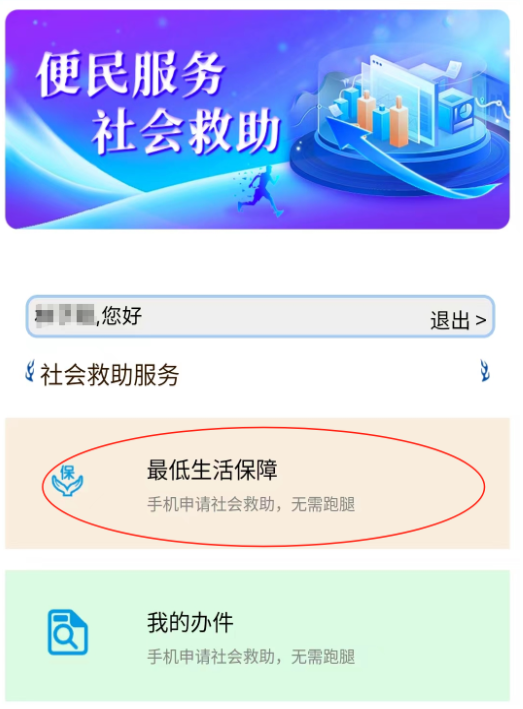 便民服务
社会救助
,您好
退出 >
社会救助服务
保
最低生活保障
手机申请社会救助，无需跑腿
我的办件
手机申请社会救助，无需跑腿